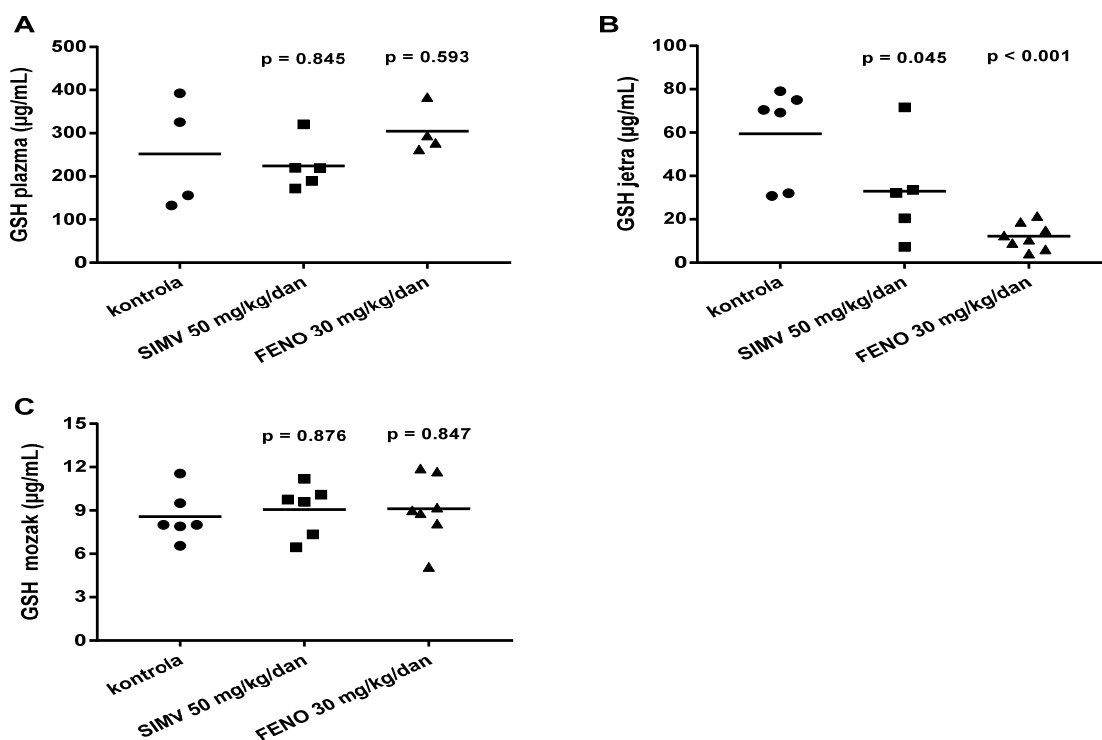 A
GSH plazma (µg/mL)
500
400
300
200
100
0
p = 0.845
p = 0.593
kontrola
SIMV 50 mg/kg/dan
FENO 30 mg/kg/dan
B
GSH jetra (µg/mL)
100
80
60
40
20
0
p = 0.045
p < 0.001
kontrola
SIMV 50 mg/kg/dan
FENO 30 mg/kg/dan
C
GSH mozak (µg/mL)
15
12
9
6
3
0
p = 0.876
p = 0.847
kontrola
SIMV 50 mg/kg/dan
FENO 30 mg/kg/dan